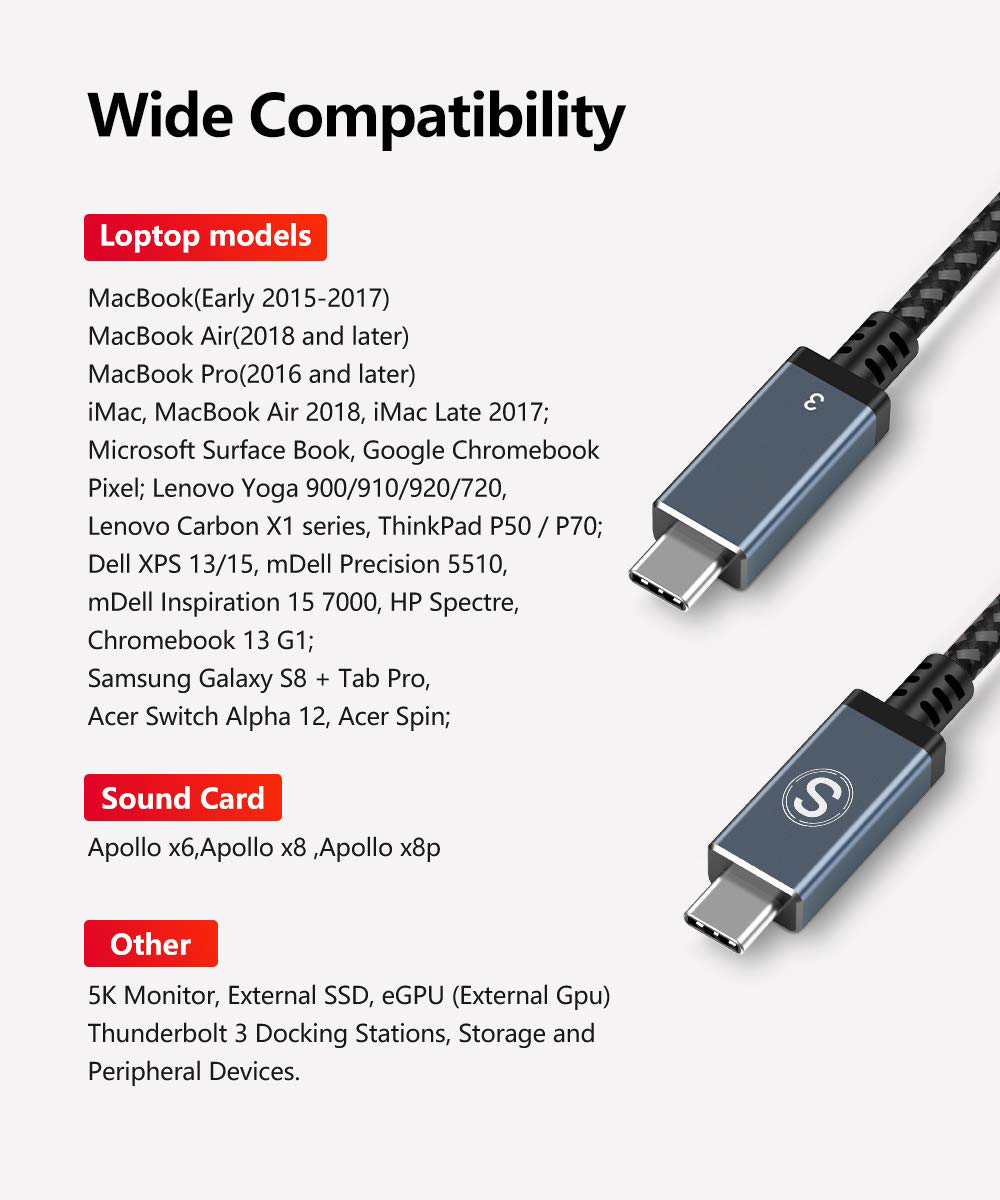 Wide Compatibility
Loptop models
MacBook(Early 2015-2017)
MacBook Air(2018 and later)
MacBook Pro(2016 and later)
iMac, MacBook Air 2018, iMac Late 2017;
Microsoft Surface Book, Google Chromebook
Pixel; Lenovo Yoga 900/910/920/720,
Lenovo Carbon X1 series, ThinkPad P50 / P70;
Dell XPS 13/15, mDell Precision 5510,
mDell Inspiration 15 7000, HP Spectre,
Chromebook 13 G1;
Samsung Galaxy S8 + Tab Pro,
Acer Switch Alpha 12, Acer Spin;
Sound Card
Apollo x6,Apollo x8 ,Apollo x8p
Other
5K Monitor, External SSD, eGPU (External Gpu)
Thunderbolt 3 Docking Stations, Storage and
Peripheral Devices.
3
S